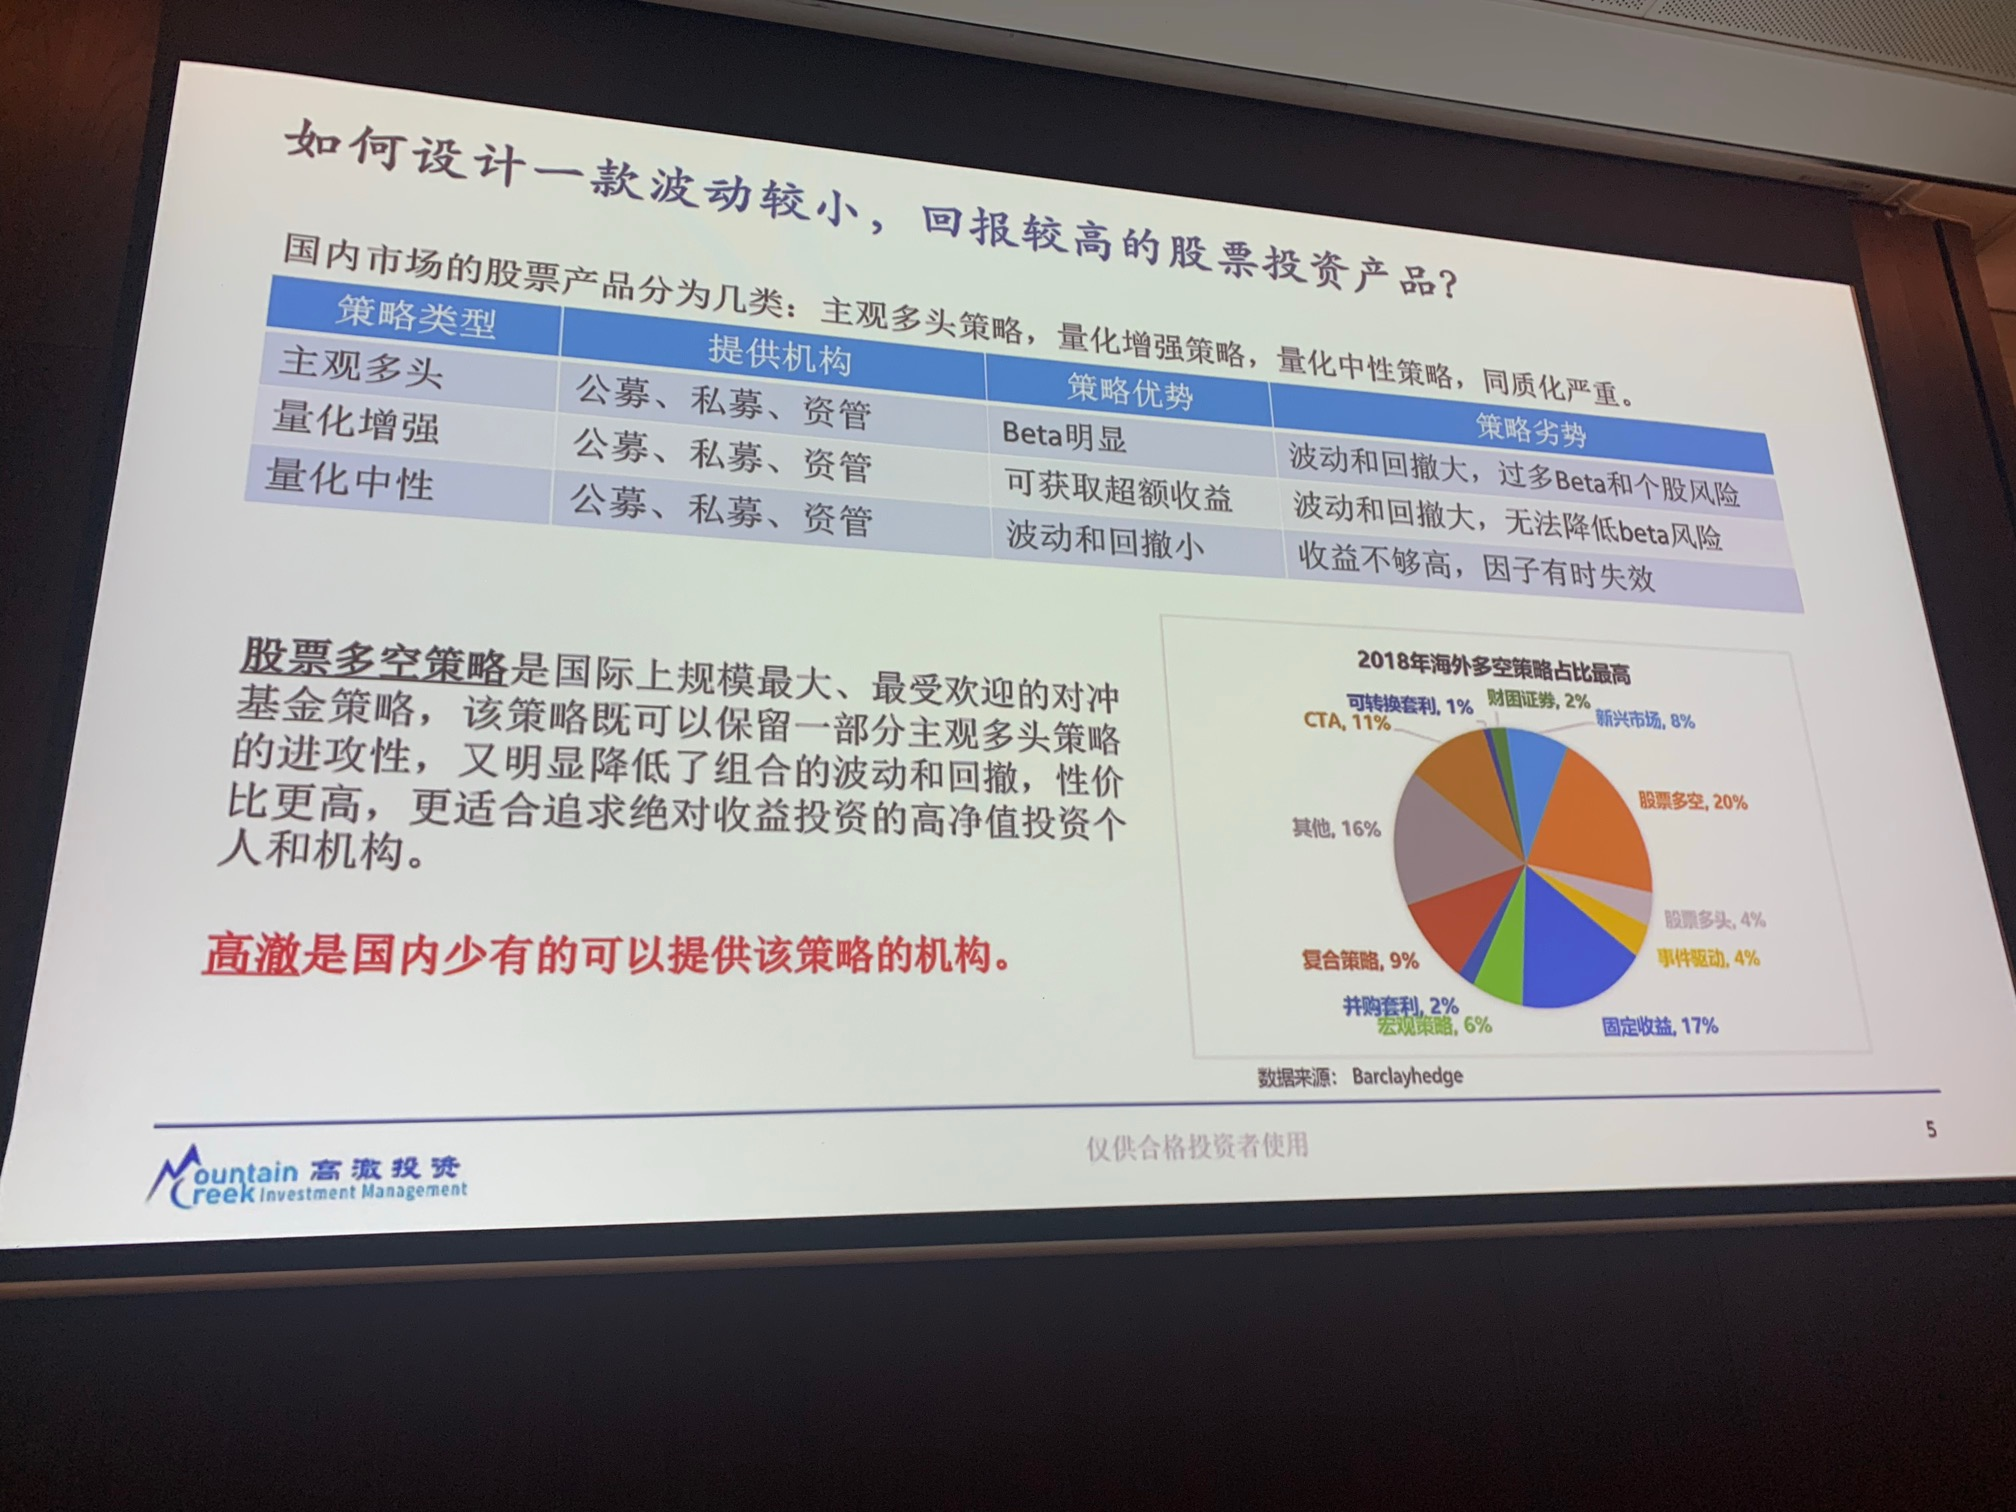 如何设计一款波动较小，回报较高的股票投资产品？
国内市场的股票产品分为几类：主观多头策略，量化增强策略，量化中性策略，同质化严重。
策略类型 提供机构 策略优势 策略劣势
主观多头 公募、私募、资管 Beta明显 波动和回撤大，过多Beta和个股风险
量化增强 公募、私募、资管 可获取超额收益 波动和回撤大，无法降低beta风险
量化中性 公募、私募、资管 波动和回撤小 收益不够高，因子有时失效
股票多空策略是国际上规模最大、最受欢迎的对冲
基金策略，该策略既可以保留一部分主观多头策略
的进攻性，又明显降低了组合的波动和回撤，性价
比更高，更适合追求绝对收益投资的高净值投资个
人和机构。
高澈是国内少有的可以提供该策略的机构。
2018年海外多空策略占比最高
可转换套利, 1%
财困证券, 2%
新兴市场, 8%
CTA, 11%
股票多空, 20%
其他, 16%
股票多头, 4%
事件驱动, 4%
复合策略, 9%
并购套利, 2%
宏观策略, 6%
固定收益, 17%
数据来源： Barclayhedge
Mountain 高澈投资
Creek Investment Management
仅供合格投资者使用
5